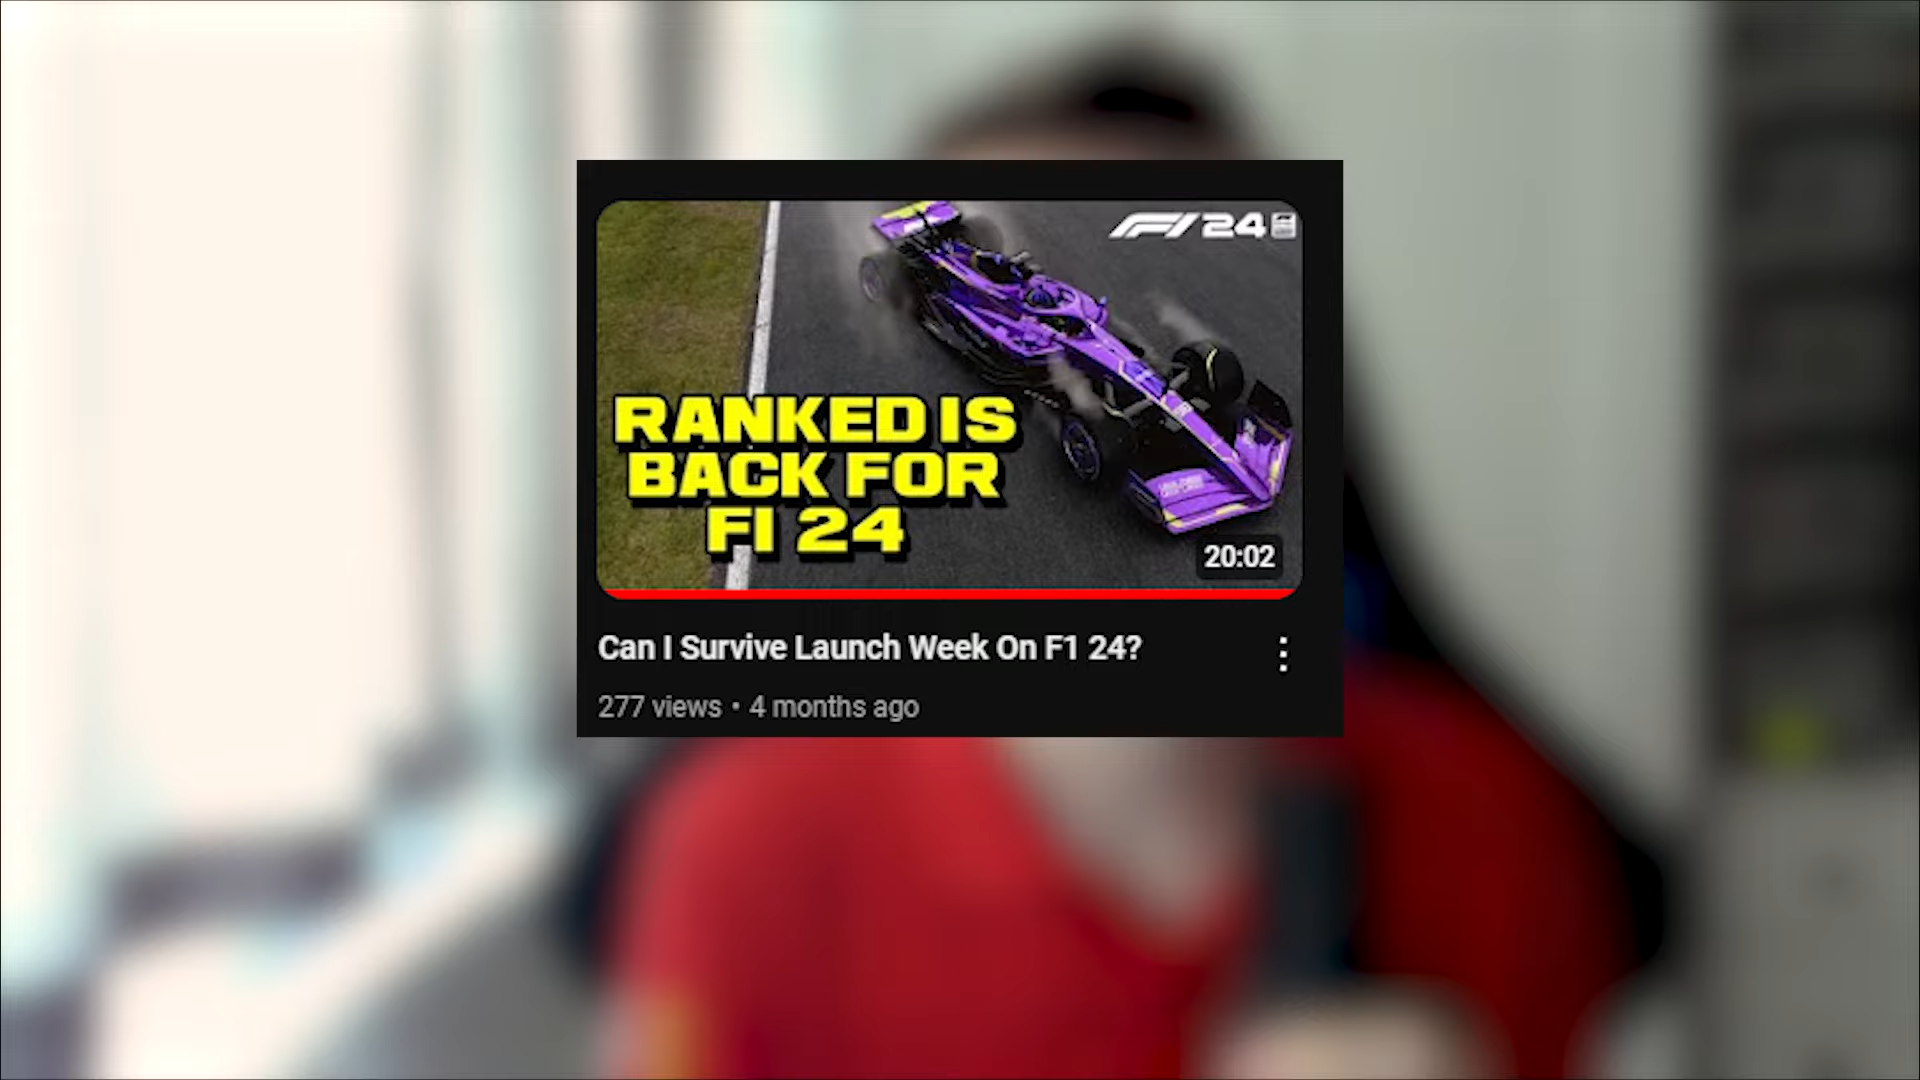 F1 24
RANKED IS
BACK FOR
F1 24
20:02
Can I Survive Launch Week On F1 24?
277 views • 4 months ago